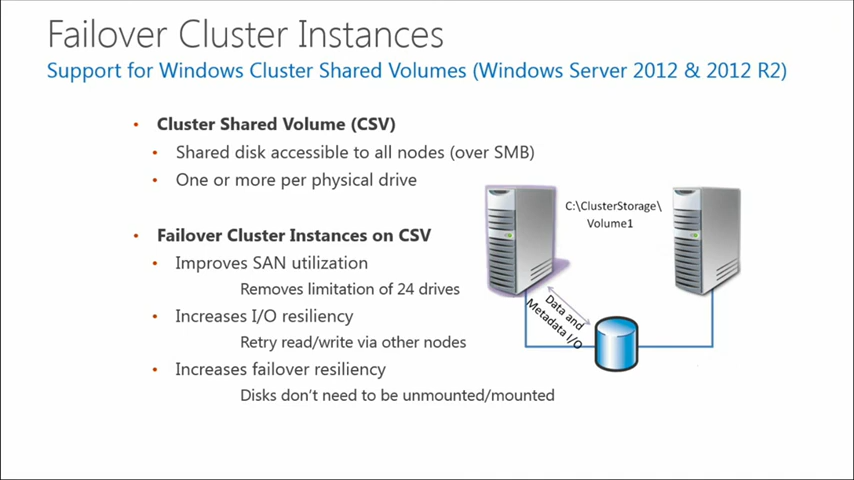 Failover Cluster Instances
Support for Windows Cluster Shared Volumes (Windows Server 2012 & 2012 R2)
• Cluster Shared Volume (CSV)
• Shared disk accessible to all nodes (over SMB)
• One or more per physical drive
• Failover Cluster Instances on CSV
• Improves SAN utilization
Removes limitation of 24 drives
• Increases I/O resiliency
Retry read/write via other nodes
• Increases failover resiliency
Disks don't need to be unmounted/mounted
C:\ClusterStorage\
Volume1
Data and
Metadata I/O